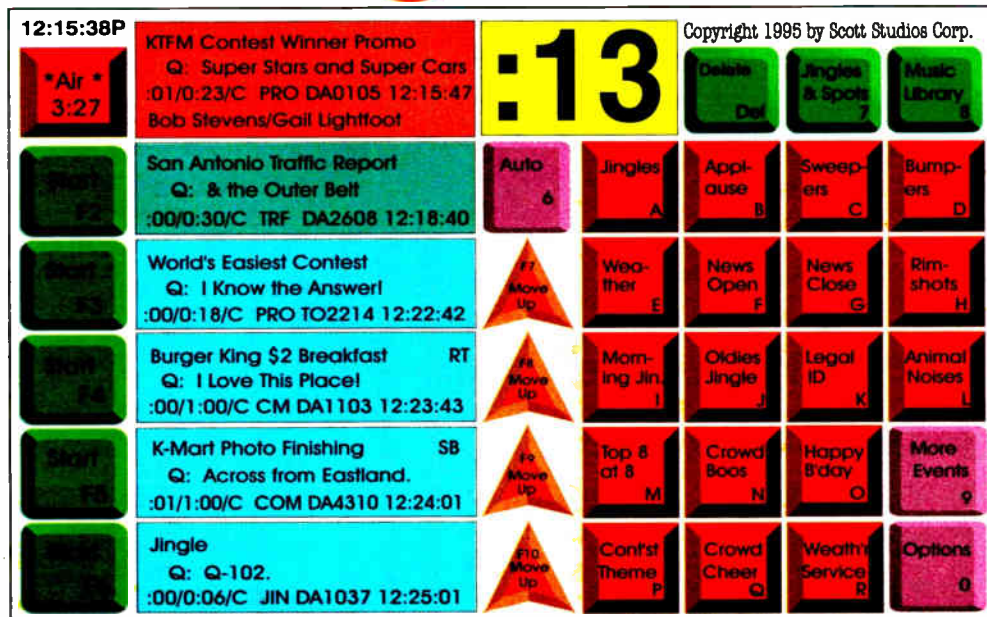 12:15:38P
Copyright 1995 by Scott Studios Corp.
*Air *
3:27
KTFM Contest Winner Promo
Q: Super Stars and Super Cars
:01/0:23/C PRO DA0105 12:15:47
Bob Stevens/Gail Lightfoot
:13
Delete
Del
Jingles
& Spots
7
Music
Library
8
Start
F2
San Antonio Traffic Report
Q: & the Outer Belt
:00/0:30/C TRF DA2608 12:18:40
Auto
6
Jingles
A
Appl-
ause
B
Sweep-
ers
C
Bump-
ers
D
Start
F3
World's Easiest Contest
Q: I Know the Answer!
:00/0:18/C PRO TO2214 12:22:42
F7
Move
Up
Wea-
ther
E
News
Open
F
News
Close
G
Rim-
shots
H
Start
F4
Burger King $2 Breakfast RT
Q: I Love This Place!
:00/1:00/C CM DA1103 12:23:43
F8
Move
Up
Morn-
ing Jin.
I
Oldies
Jingle
J
Legal
ID
K
Animal
Noises
L
Start
F5
K-Mart Photo Finishing SB
Q: Across from Eastland.
:01/1:00/C COM DA4310 12:24:01
F9
Move
Up
Top 8
at 8
M
Crowd
Boos
N
Happy
B'day
O
More
Events
9
Jingle
Q: Q-102.
:00/0:06/C JIN DA1037 12:25:01
F10
Move
Up
Cont'st
Theme
P
Crowd
Cheer
Q
Weath'r
Service
R
Options
0